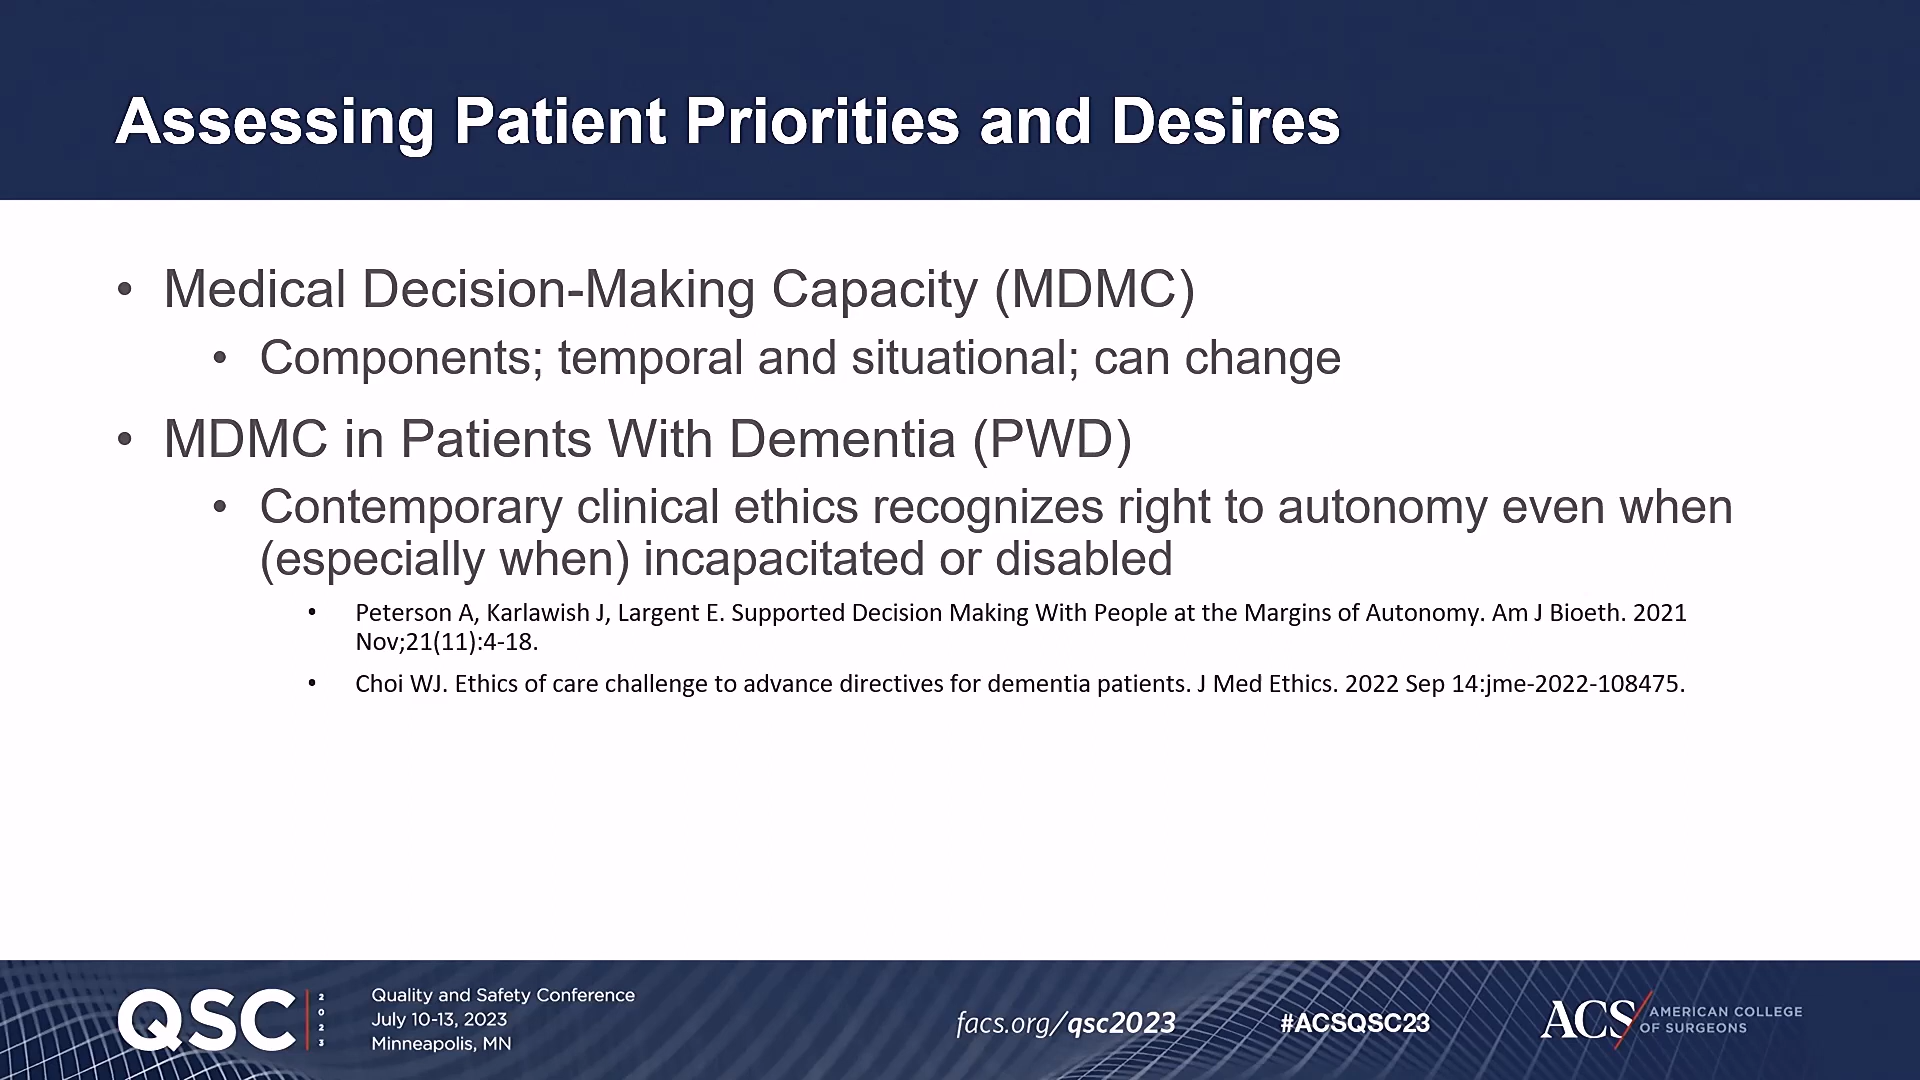 Assessing Patient Priorities and Desires
• Medical Decision-Making Capacity (MDMC)
• Components; temporal and situational; can change
• MDMC in Patients With Dementia (PWD)
• Contemporary clinical ethics recognizes right to autonomy even when
(especially when) incapacitated or disabled
• Peterson A, Karlawish J, Largent E. Supported Decision Making With People at the Margins of Autonomy. Am J Bioeth. 2021
Nov;21(11):4-18.
• Choi WJ. Ethics of care challenge to advance directives for dementia patients. J Med Ethics. 2022 Sep 14:jme-2022-108475.
QSC 2023
Quality and Safety Conference
July 10-13, 2023
Minneapolis, MN
facs.org/qsc2023
#ACSQSC23
ACS
AMERICAN COLLEGE
OF SURGEONS